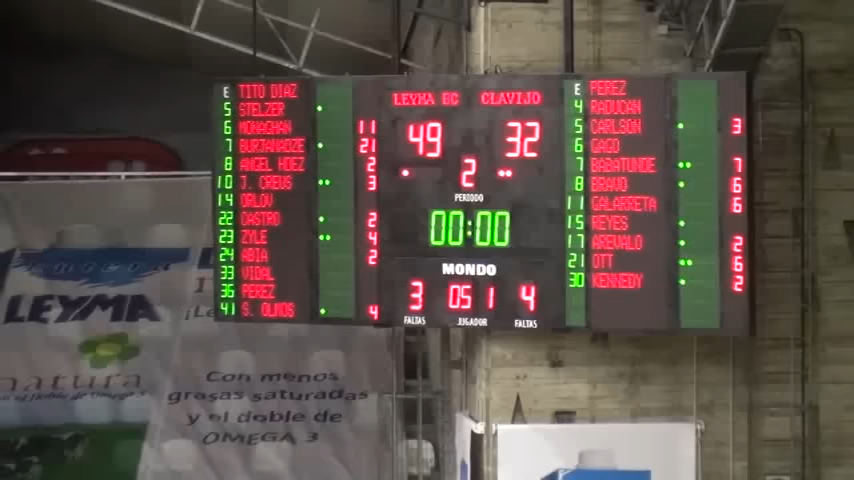 E TITO DIAZ
5 STELZER
6 MONAGHAN 11
7 BURJANADZE 21
8 ANGEL HDEZ 2
10 J. CREUS 3
14 ORLOV
22 CASTRO 2
23 ZYLE 4
24 ABIA 2
33 VIDAL
36 PEREZ
41 S. OLMOS 4
LEYMA BC CLAVIJO
49 32
2
PERIODO
00:00
MONDO
3 05 1 4
FALTAS JUGADOR FALTAS
E PEREZ
4 RADUCAN
5 CARLSON 3
6 GAGO
7 BABATUNDE 7
8 BRAVO 6
11 GALARRETA 6
15 REYES
17 AREVALO 2
21 OTT 6
30 KENNEDY 2
LEYMA
natura
Con menos
grasas saturadas
y el doble de
OMEGA 3